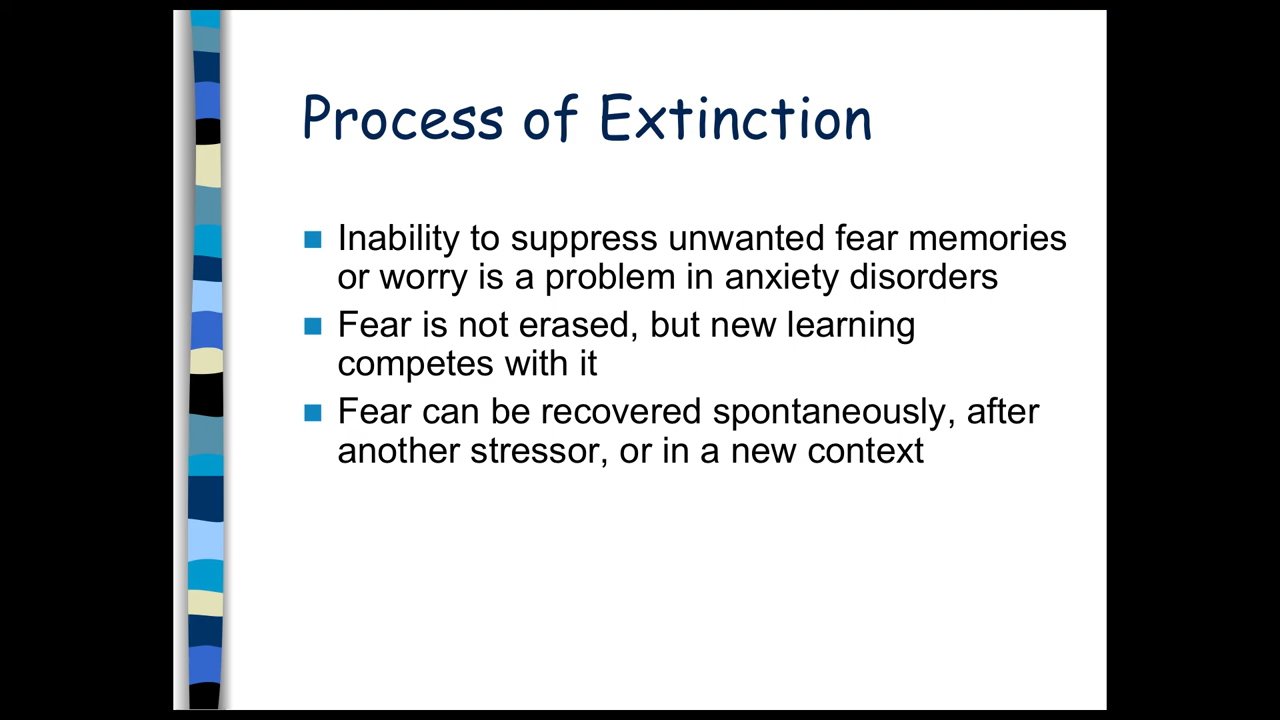 Process of Extinction
Inability to suppress unwanted fear memories
or worry is a problem in anxiety disorders
Fear is not erased, but new learning
competes with it
Fear can be recovered spontaneously, after
another stressor, or in a new context